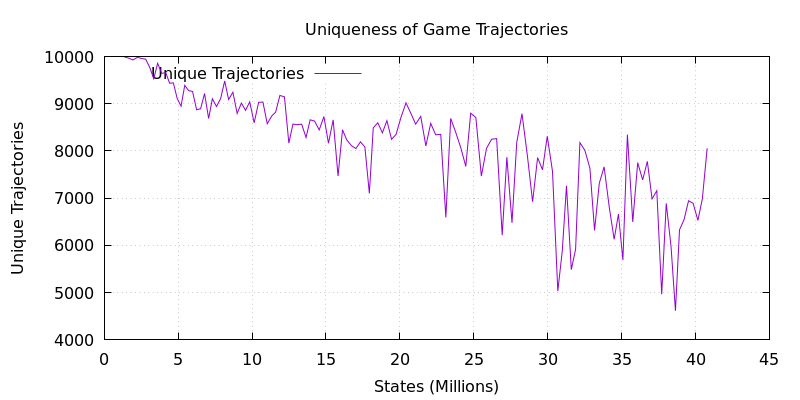 Uniqueness of Game Trajectories
Unique Trajectories
10000
9000
8000
7000
6000
5000
4000
Unique Trajectories
0 5 10 15 20 25 30 35 40 45
States (Millions)